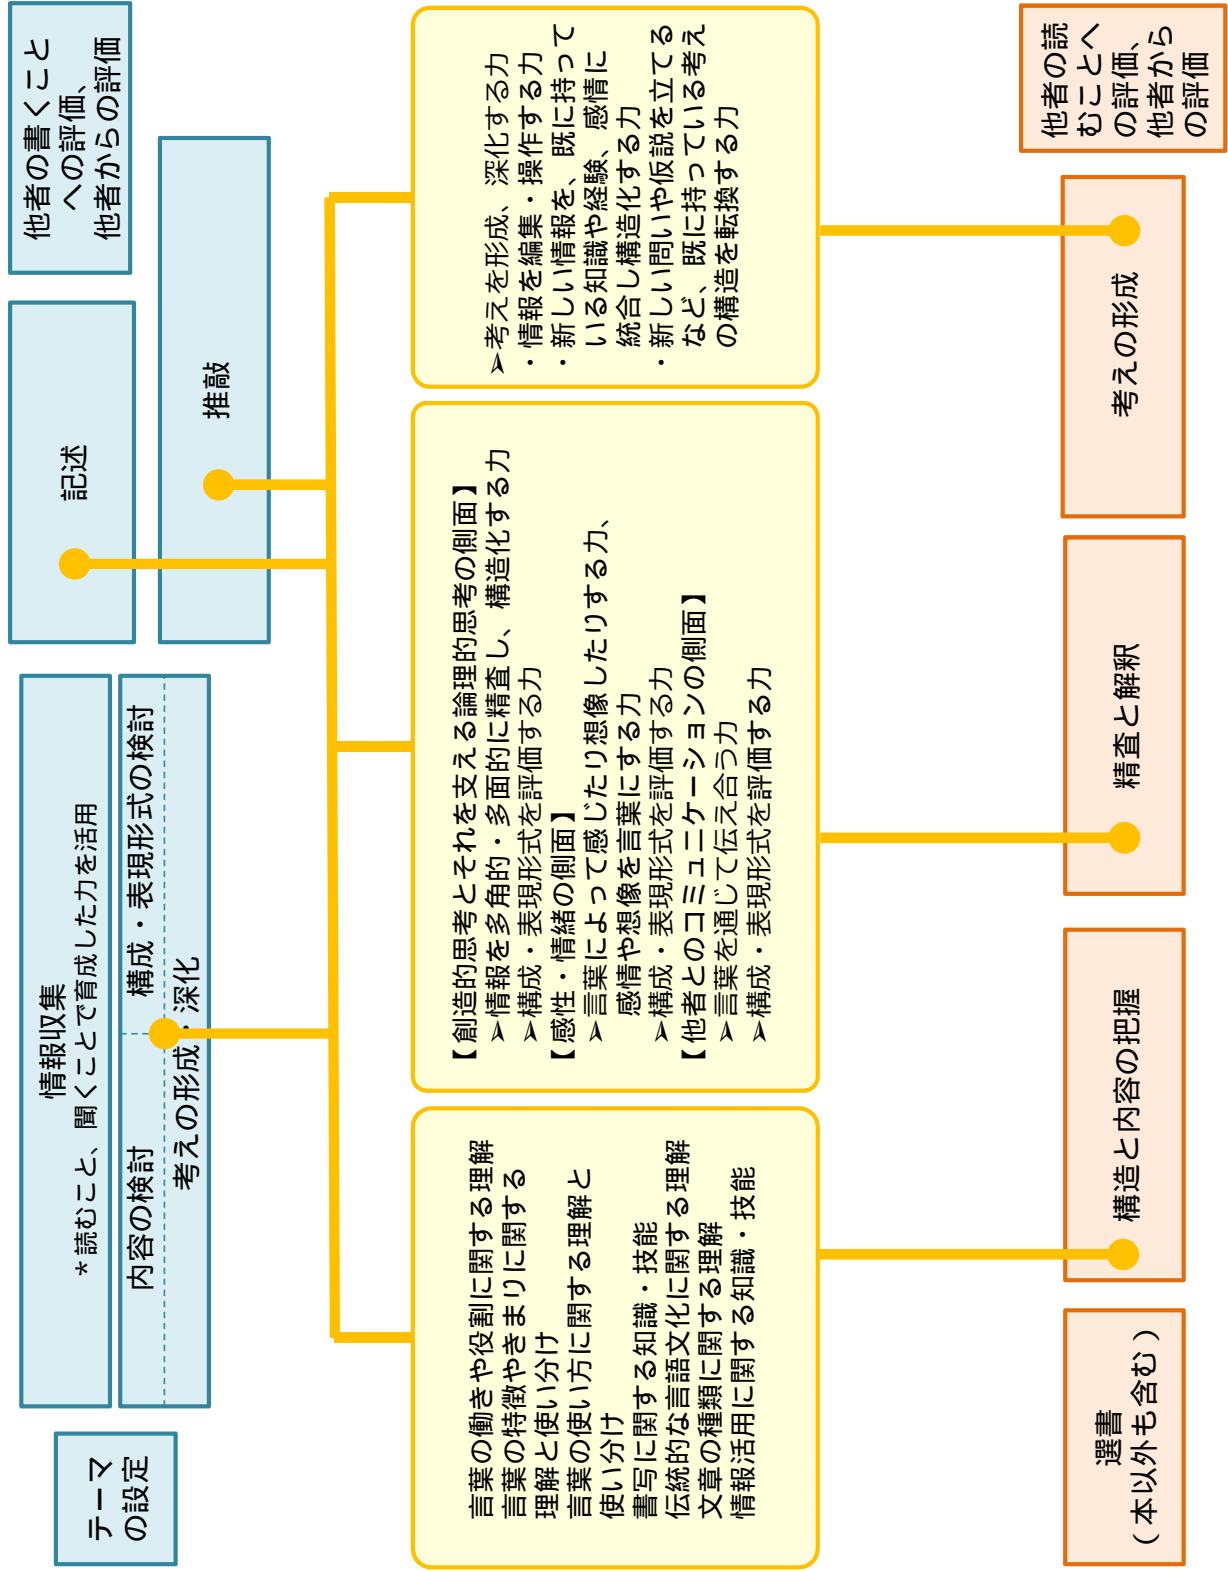 テーマ
の設定
情報収集
＊読むこと、聞くことで育成した力を活用
内容の検討
構成・表現形式の検討
考えの形成・深化
記述
推敲
他者の書くこと
への評価、
他者からの評価
言葉の働きや役割に関する理解
言葉の特徴やきまりに関する
理解と使い分け
言葉の使い方に関する理解と
使い分け
書写に関する知識・技能
伝統的な言語文化に関する理解
文章の種類に関する理解
情報活用に関する知識・技能
【創造的思考とそれを支える論理的思考の側面】
➢情報を多角的・多面的に精査し、構造化する力
➢構成・表現形式を評価する力
【感性・情緒の側面】
➢言葉によって感じたり想像したりする力、
感情や想像を言葉にする力
➢構成・表現形式を評価する力
【他者とのコミュニケーションの側面】
➢言葉を通じて伝え合う力
➢構成・表現形式を評価する力
➢考えを形成、深化する力
・情報を編集・操作する力
・新しい情報を、既に持って
いる知識や経験、感情に
統合し構造化する力
・新しい問いや仮説を立てる
など、既に持っている考え
の構造を転換する力
選書
（本以外も含む）
構造と内容の把握
精査と解釈
考えの形成
他者の読
むことへ
の評価、
他者から
の評価